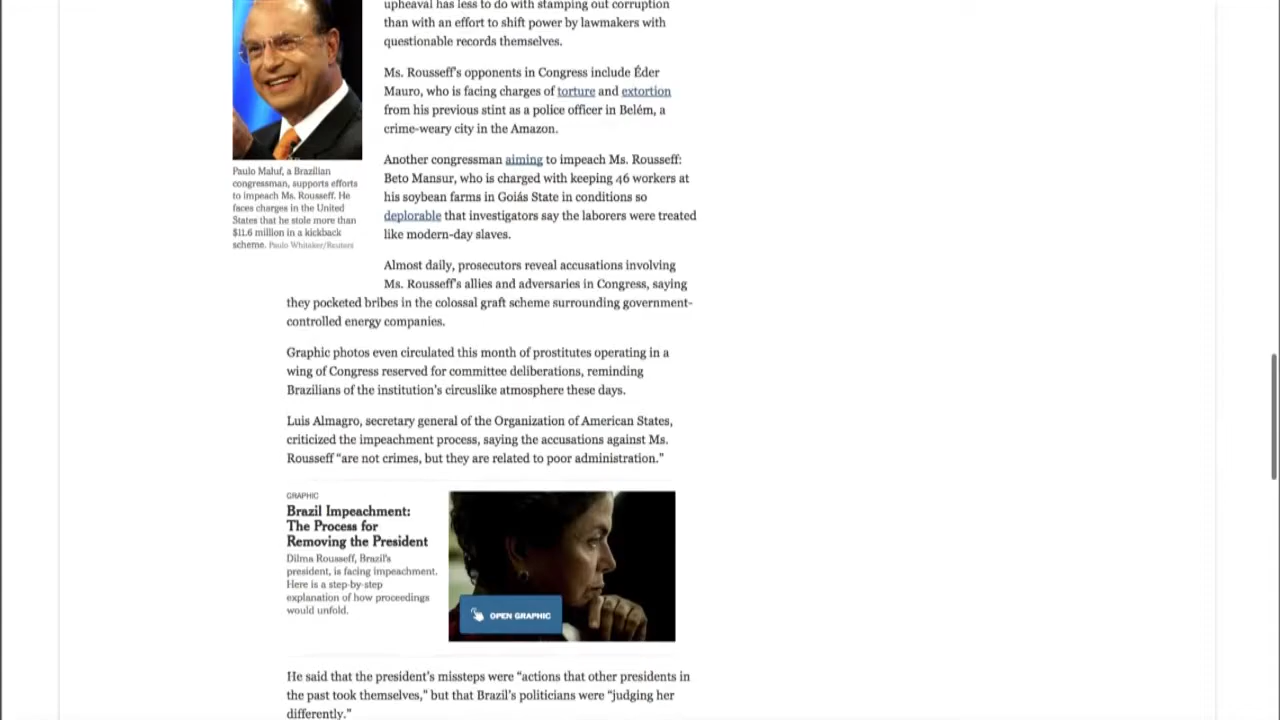 upheaval has less to do with stamping out corruption
than with an effort to shift power by lawmakers with
questionable records themselves.
Ms. Rousseff's opponents in Congress include Éder
Mauro, who is facing charges of torture and extortion
from his previous stint as a police officer in Belém, a
crime-weary city in the Amazon.
Another congressman aiming to impeach Ms. Rousseff:
Beto Mansur, who is charged with keeping 46 workers at
his soybean farms in Goiás State in conditions so
deplorable that investigators say the laborers were treated
like modern-day slaves.
Paulo Maluf, a Brazilian
congressman, supports efforts
to impeach Ms. Rousseff. He
faces charges in the United
States that he stole more than
$11.6 million in a kickback
scheme. Paulo Whitaker/Reuters
Almost daily, prosecutors reveal accusations involving
Ms. Rousseff's allies and adversaries in Congress, saying
they pocketed bribes in the colossal graft scheme surrounding government-
controlled energy companies.
Graphic photos even circulated this month of prostitutes operating in a
wing of Congress reserved for committee deliberations, reminding
Brazilians of the institution's circuslike atmosphere these days.
Luis Almagro, secretary general of the Organization of American States,
criticized the impeachment process, saying the accusations against Ms.
Rousseff “are not crimes, but they are related to poor administration.”
GRAPHIC
Brazil Impeachment:
The Process for
Removing the President
Dilma Rousseff, Brazil's
president, is facing impeachment.
Here is a step-by-step
explanation of how proceedings
would unfold.
OPEN GRAPHIC
He said that the president's missteps were “actions that other presidents in
the past took themselves,” but that Brazil's politicians were “judging her
differently.”